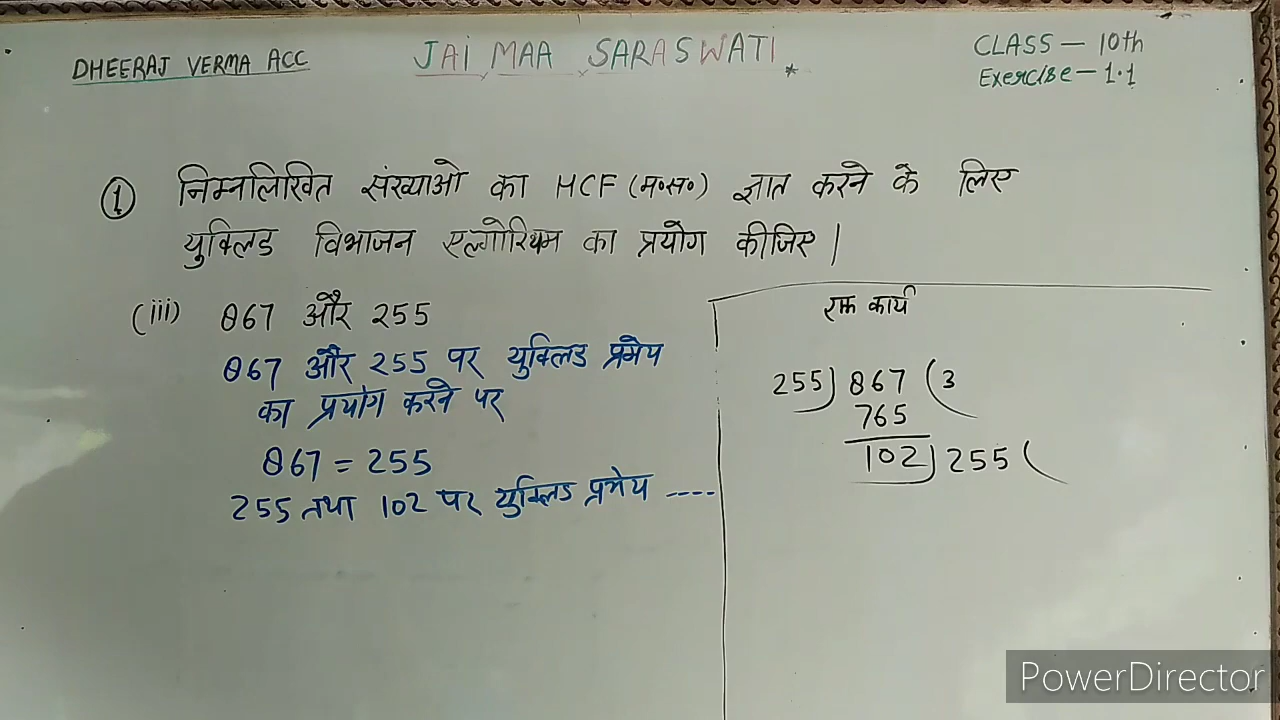 DHEERAJ VERMA ACC
JAI MAA SARASWATI
CLASS - 10th
Exercise - 1.1
① निम्नलिखित संख्याओ का HCF (म०स०) ज्ञात करने के लिए
युक्लिड विभाजन एल्गोरिथम का प्रयोग कीजिए |
(iii) 867 और 255
867 और 255 पर युक्लिड प्रमेय
का प्रयोग करने पर
867 = 255
255 तथा 102 पर युक्लिड प्रमेय ----
रफ कार्य
255) 867 (3
765
102) 255 (
PowerDirector